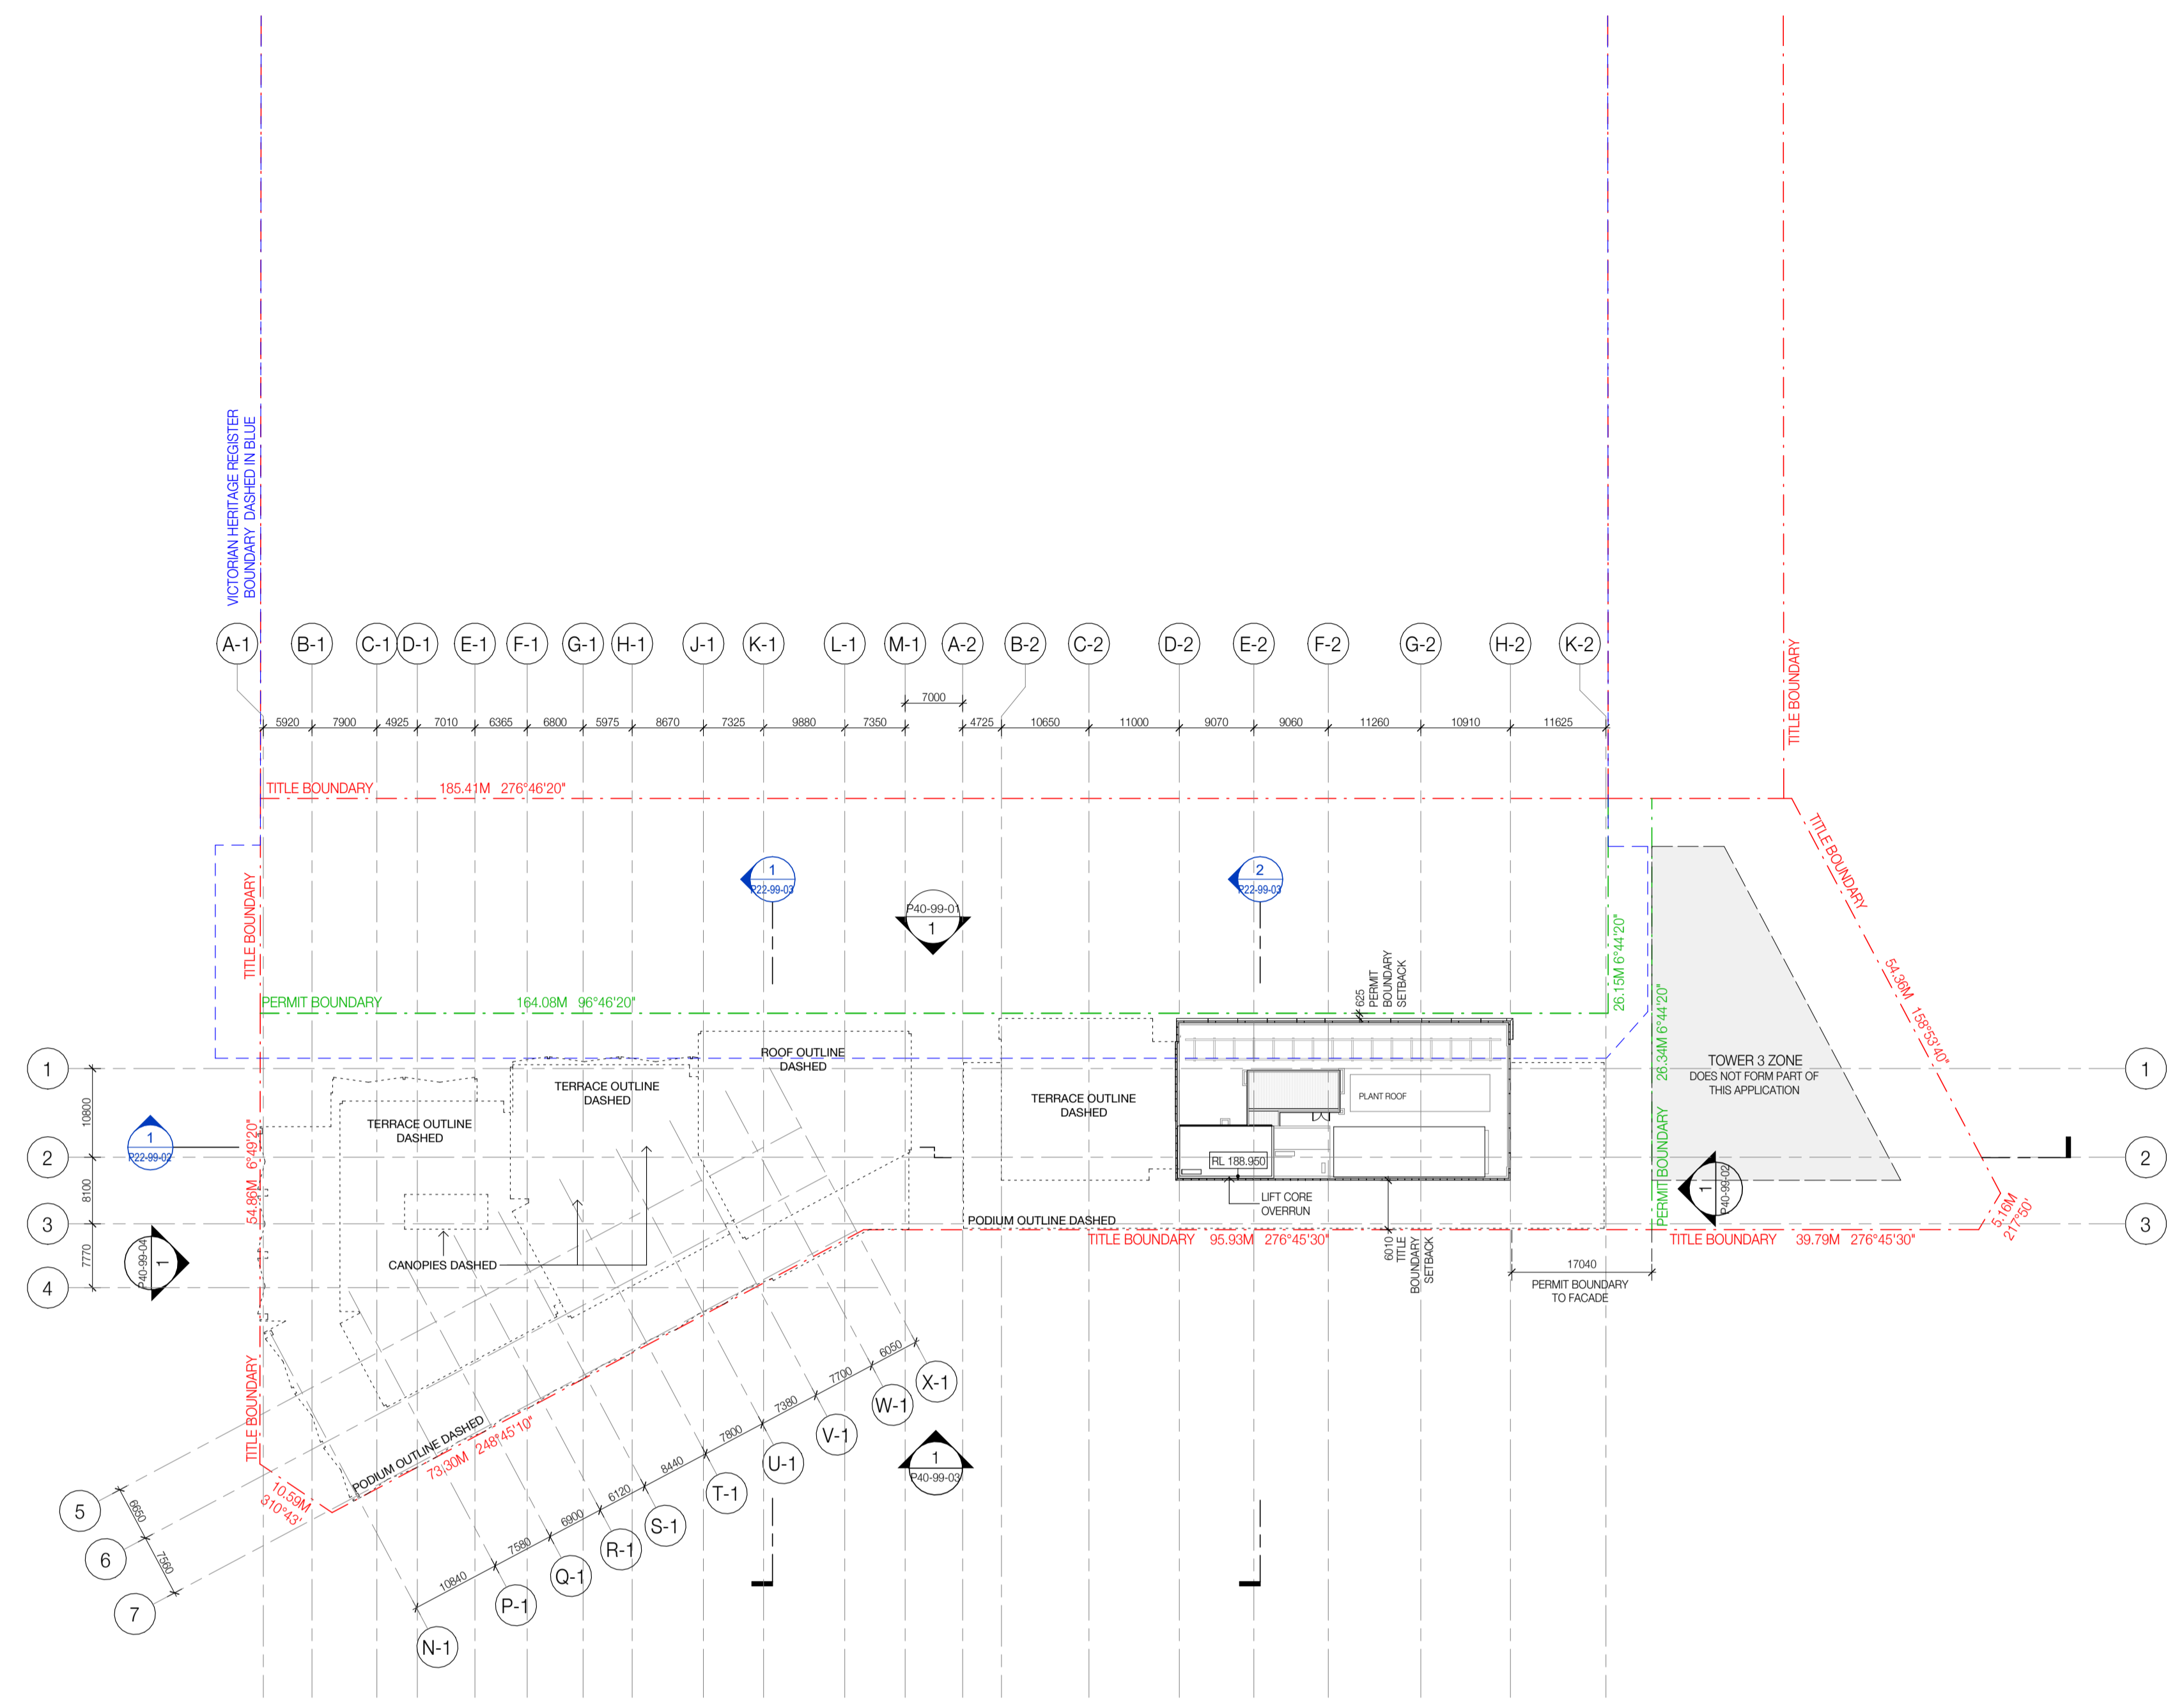 VICTORIAN HERITAGE REGISTER
BOUNDARY  DASHED IN BLUE
A-1
B-1
C-1
D-1
E-1
F-1
G-1
H-1
J-1
K-1
L-1
M-1
A-2
B-2
C-2
D-2
E-2
F-2
G-2
H-2
K-2
TITLE BOUNDARY
7000
5920
7900
4925
7010
6365
6800
5975
8670
7325
9880
7350
4725
10650
11000
9070
9060
11260
10910
11625
TITLE BOUNDARY
185.41M   276°46'20"
TITLE BOUNDARY
TITLE BOUNDARY
1
P22-99-03
2
P22-99-03
P40-99-01
1
54.36M   158°53'40"
26.15M 6°44'20"
26.34M 6°44'20"
PERMIT BOUNDARY
164.08M   96°46'20"
625
PERMIT
BOUNDARY
SETBACK
1
ROOF OUTLINE
DASHED
TERRACE OUTLINE
DASHED
TERRACE OUTLINE
DASHED
TERRACE OUTLINE
DASHED
PLANT ROOF
TOWER 3 ZONE
DOES NOT FORM PART OF
THIS APPLICATION
1
10800
1
P22-99-02
2
54.86M  6°49'20"
RL 188.950
PERMIT BOUNDARY
1
P40-99-02
2
8100
LIFT CORE
OVERRUN
5.16M
217°50'
3
PODIUM OUTLINE DASHED
3
TITLE BOUNDARY
95.93M   276°45'30"
TITLE BOUNDARY
39.79M   276°45'30"
7770
P40-99-04
1
CANOPIES DASHED
6010
TITLE
BOUNDARY
SETBACK
17040
PERMIT BOUNDARY
TO FACADE
4
TITLE BOUNDARY
PODIUM OUTLINE DASHED
73.30M   248°45'10"
10.59M
310°43'
6050
7700
7380
7800
8440
6120
6900
7580
10840
X-1
W-1
V-1
U-1
T-1
S-1
R-1
Q-1
P-1
N-1
1
P40-99-03
5
6650
6
7560
7